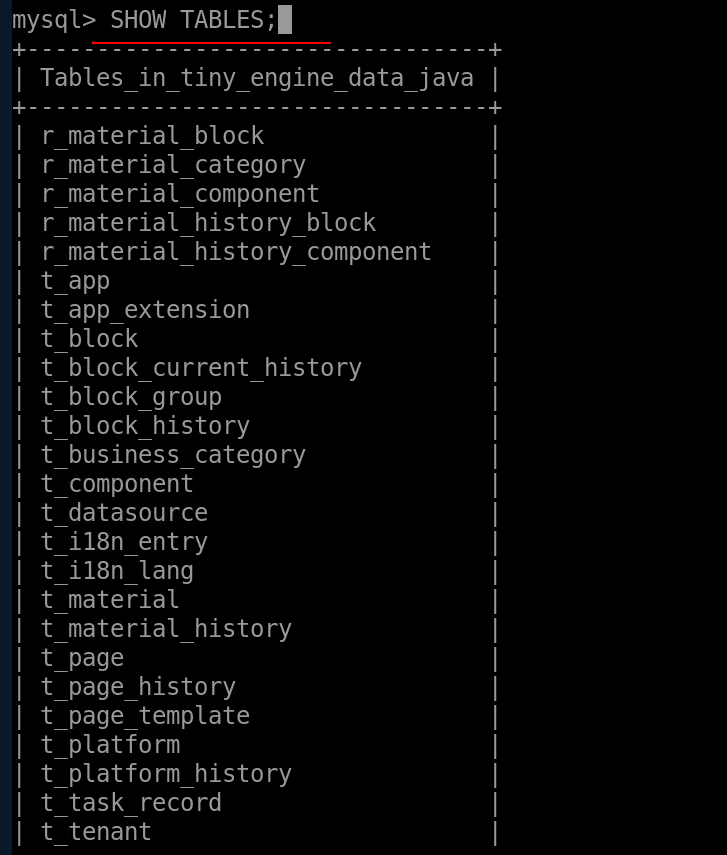 mysql> SHOW TABLES;
+---------------------------------+
| Tables_in_tiny_engine_data_java |
+---------------------------------+
| r_material_block                |
| r_material_category             |
| r_material_component            |
| r_material_history_block        |
| r_material_history_component    |
| t_app                           |
| t_app_extension                 |
| t_block                         |
| t_block_current_history         |
| t_block_group                   |
| t_block_history                 |
| t_business_category             |
| t_component                     |
| t_datasource                    |
| t_i18n_entry                    |
| t_i18n_lang                     |
| t_material                      |
| t_material_history              |
| t_page                          |
| t_page_history                  |
| t_page_template                 |
| t_platform                      |
| t_platform_history              |
| t_task_record                   |
| t_tenant                        |